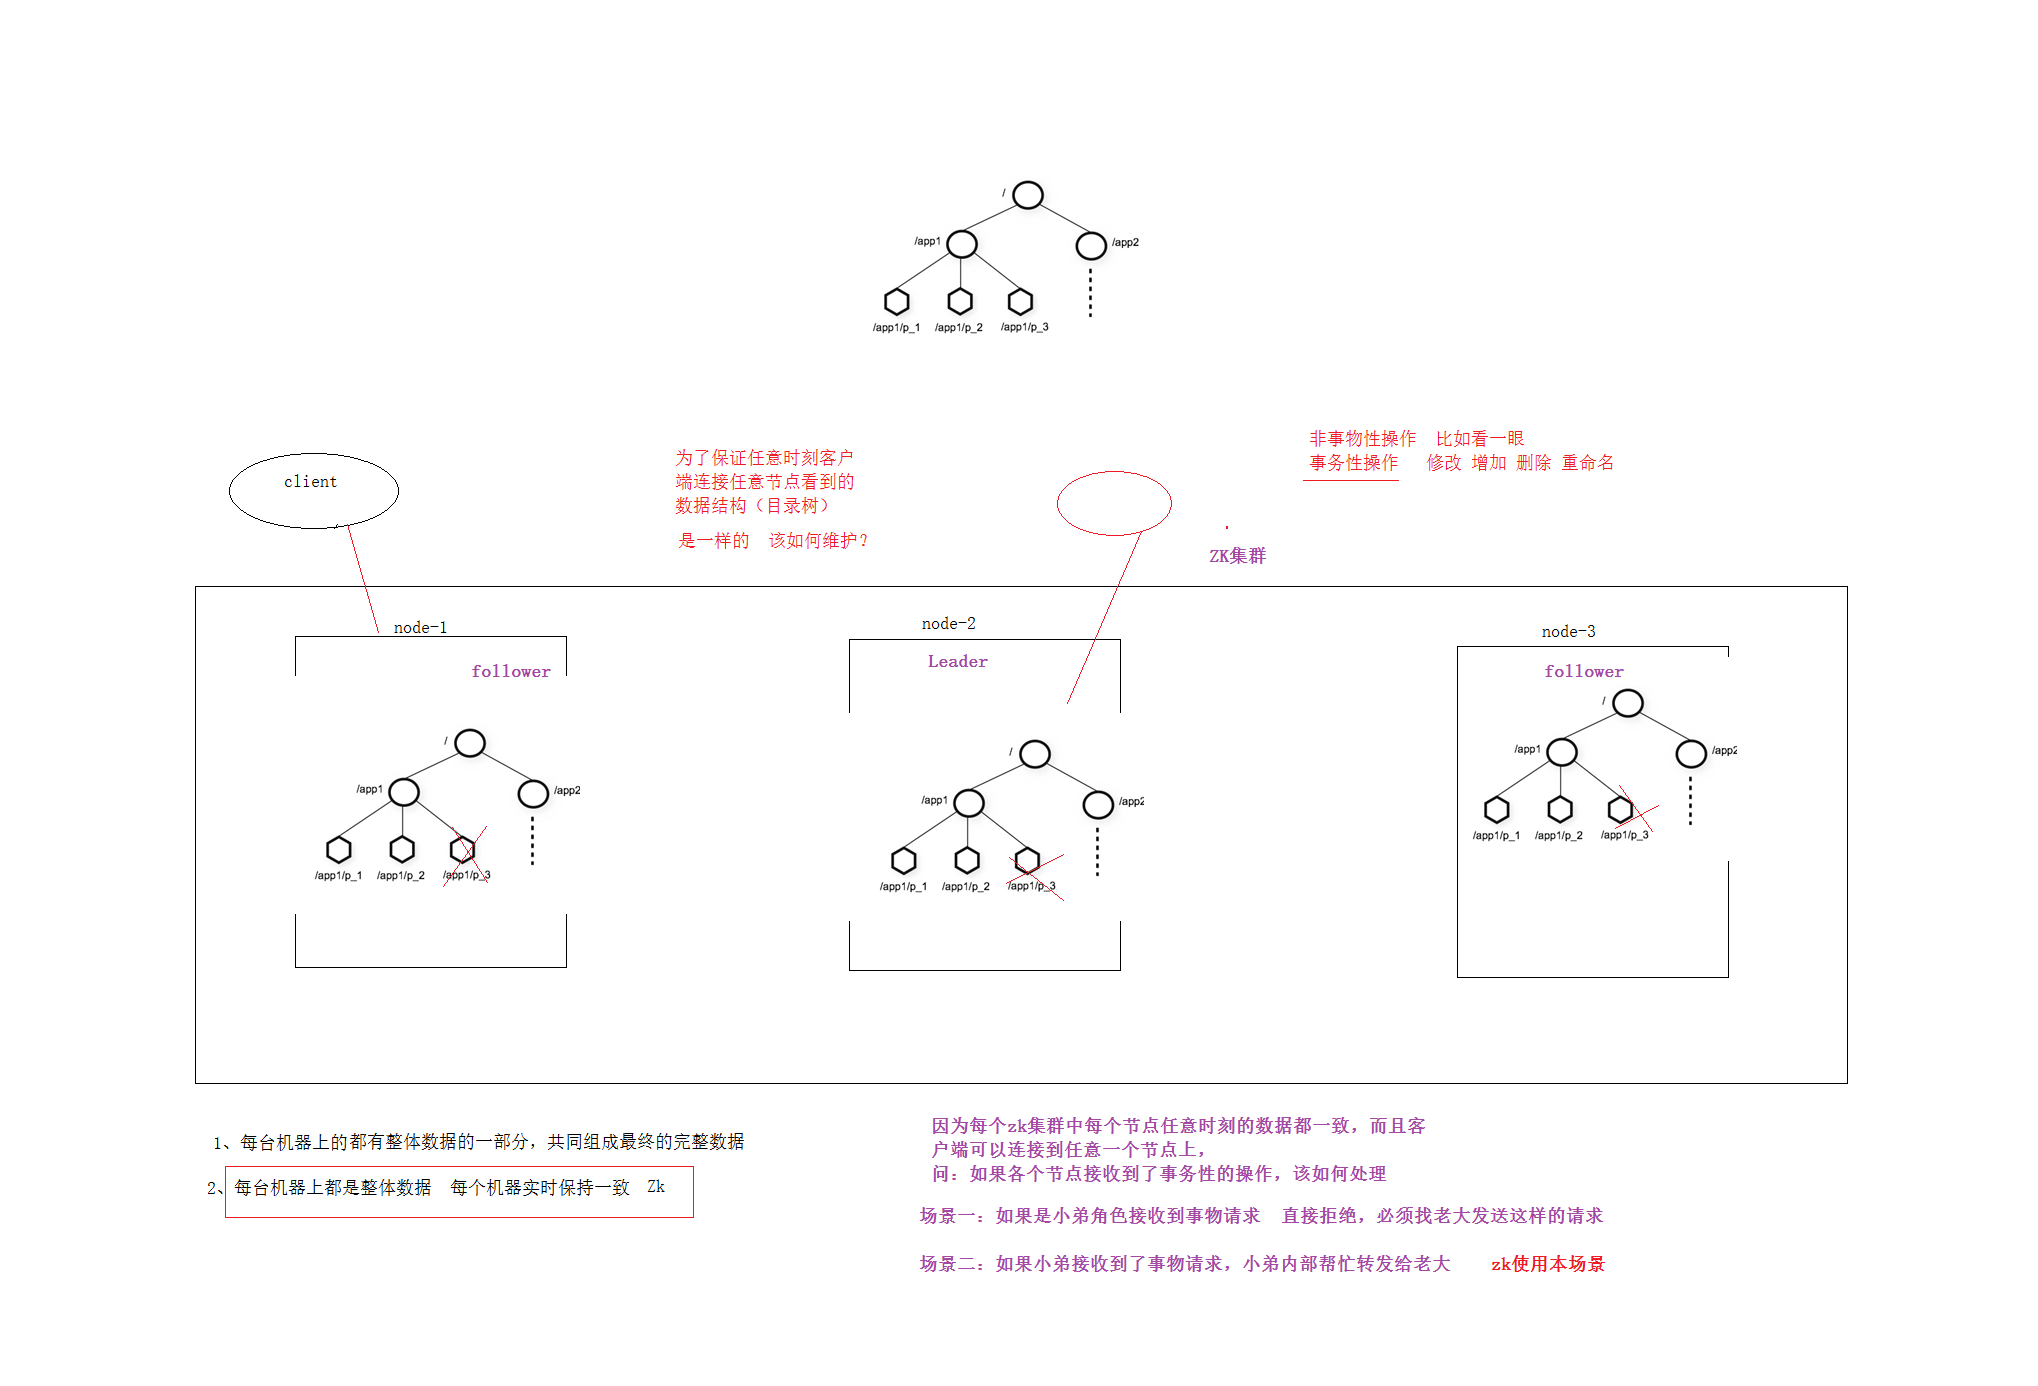 /
/app1
/app2
/app1/p_1
/app1/p_2
/app1/p_3
client
为了保证任意时刻客户
端连接任意节点看到的
数据结构（目录树）
是一样的 该如何维护？
非事物性操作 比如看一眼
事务性操作 修改 增加 删除 重命名
ZK集群
node-1
follower
/
/app1
/app2
/app1/p_1
/app1/p_2
/app1/p_3
node-2
Leader
/
/app1
/app2
/app1/p_1
/app1/p_2
/app1/p_3
node-3
follower
/
/app1
/app2
/app1/p_1
/app1/p_2
/app1/p_3
1、每台机器上的都有整体数据的一部分，共同组成最终的完整数据
2、每台机器上都是整体数据 每个机器实时保持一致 Zk
因为每个zk集群中每个节点任意时刻的数据都一致，而且客
户端可以连接到任意一个节点上，
问：如果各个节点接收到了事务性的操作，该如何处理
场景一：如果是小弟角色接收到事物请求 直接拒绝，必须找老大发送这样的请求
场景二：如果小弟接收到了事物请求，小弟内部帮忙转发给老大 zk使用本场景